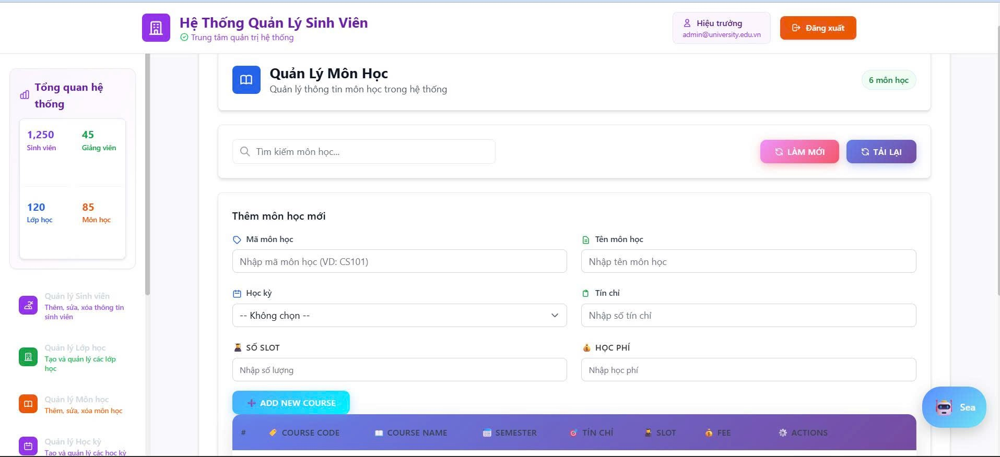 Hệ Thống Quản Lý Sinh Viên
Trung tâm quản trị hệ thống
Hiệu trưởng
admin@university.edu.vn
Đăng xuất
Tổng quan hệ
thống
1,250
Sinh viên
45
Giảng viên
120
Lớp học
85
Môn học
Quản lý Sinh viên
Thêm, sửa, xóa thông tin
sinh viên
Quản lý Lớp học
Tạo và quản lý các lớp
học
Quản lý Môn học
Thêm, sửa, xóa môn học
Quản lý Học kỳ
Tạo và quản lý các học kỳ
Quản Lý Môn Học
Quản lý thông tin môn học trong hệ thống
6 môn học
Tìm kiếm môn học...
LÀM MỚI
TẢI LẠI
Thêm môn học mới
Mã môn học
Tên môn học
Nhập mã môn học (VD: CS101)
Nhập tên môn học
Học kỳ
Tín chỉ
-- Không chọn --
Nhập số tín chỉ
SỐ SLOT
HỌC PHÍ
Nhập số lượng
Nhập học phí
ADD NEW COURSE
# COURSE CODE COURSE NAME SEMESTER TÍN CHỈ SLOT FEE ACTIONS
Sea